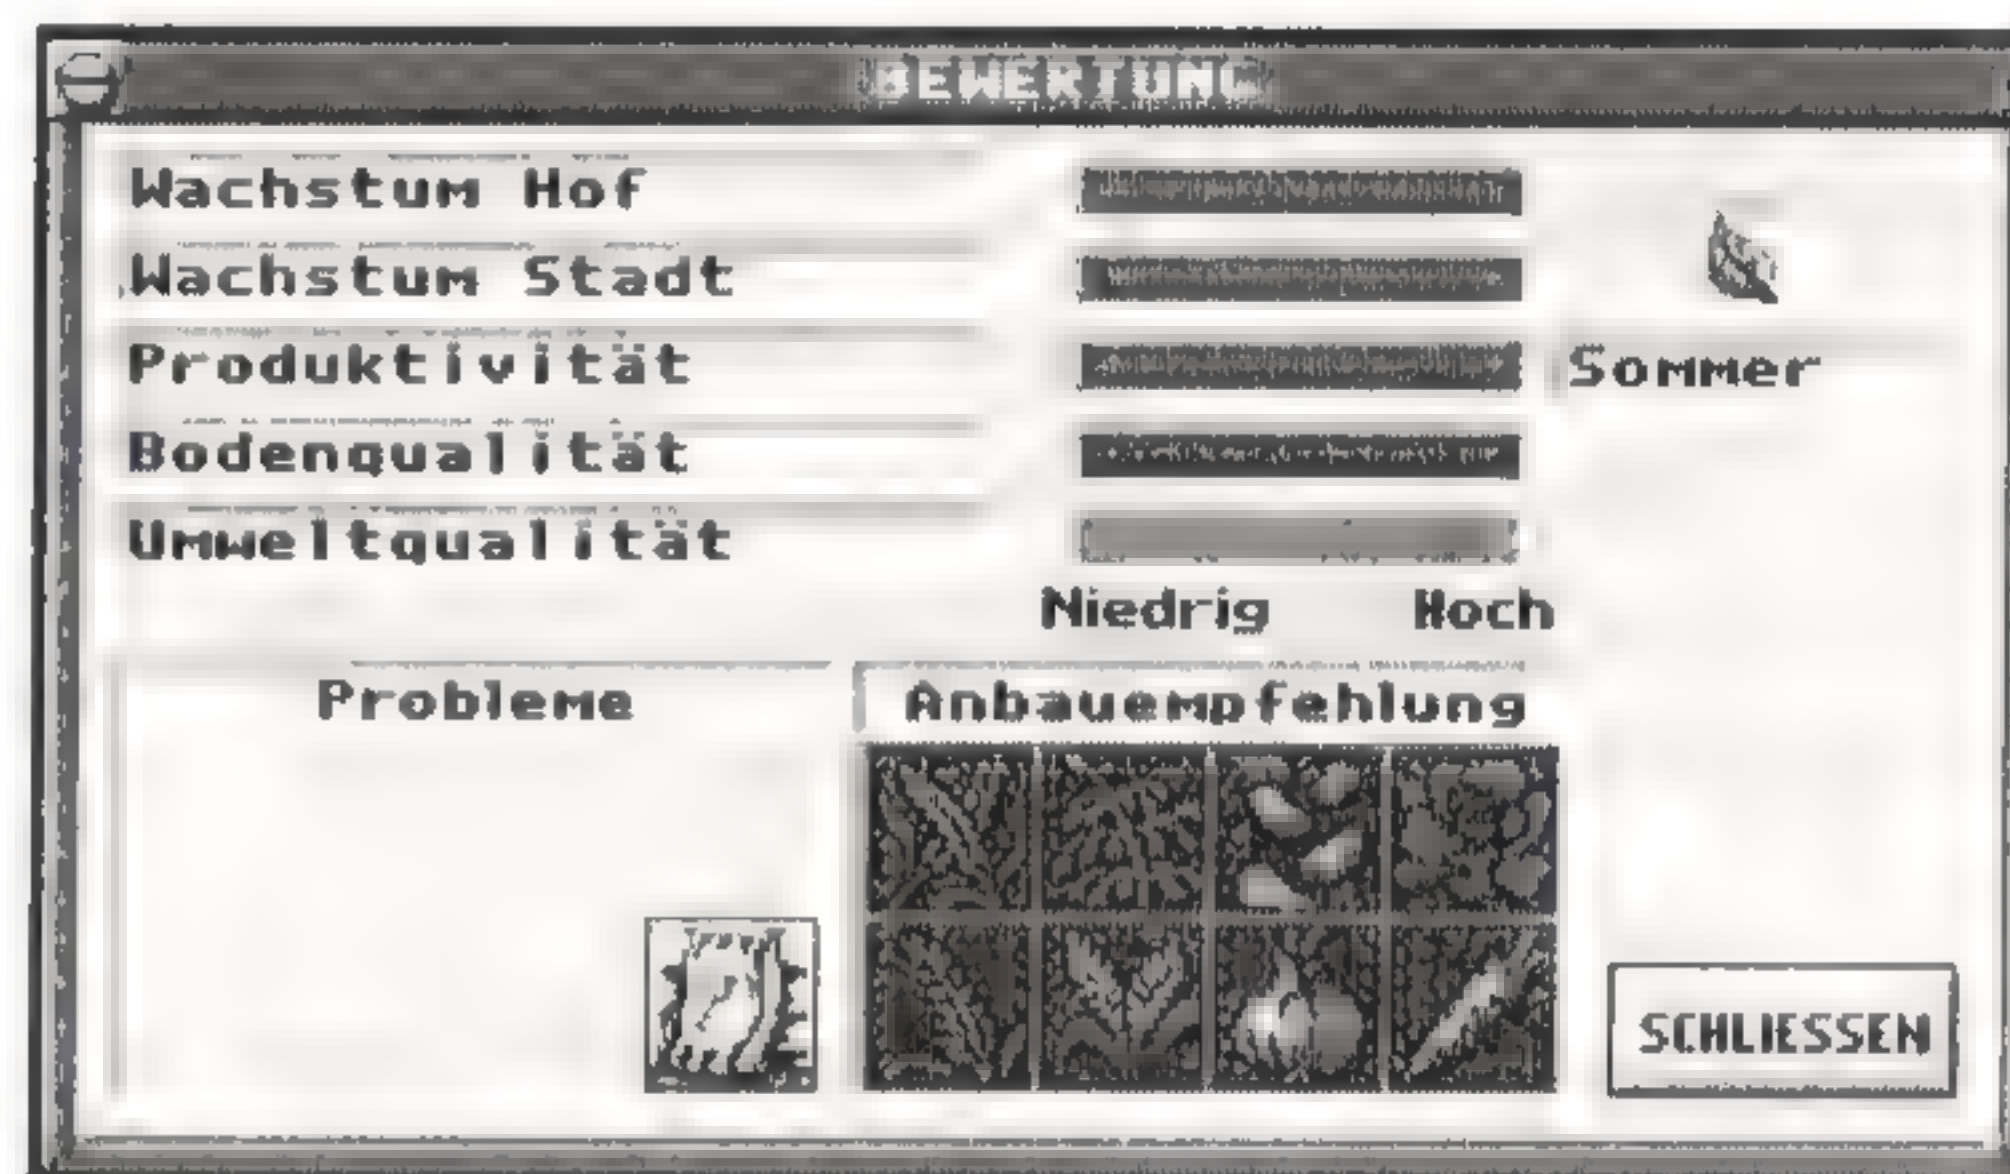 BEWERTUNG
Wachstum Hof
Wachstum Stadt
Produktivität
Sommer
Bodenqualität
Umweltqualität
Niedrig Hoch
Probleme
Anbauempfehlung
SCHLIESSEN